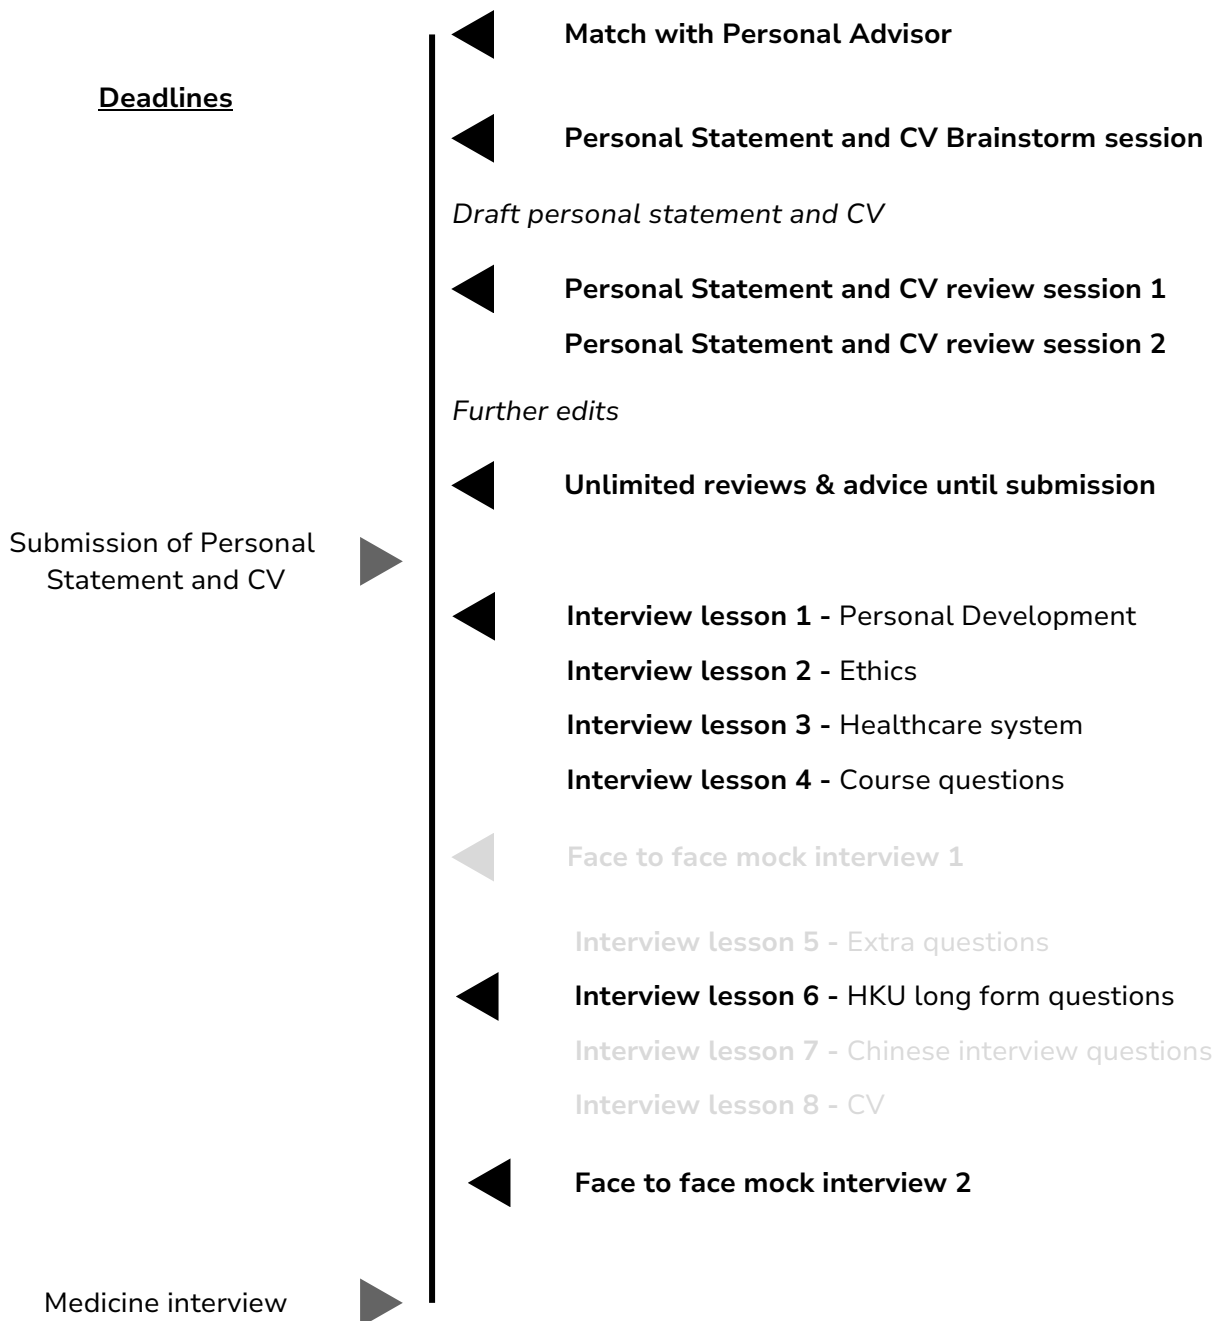 Match with Personal Advisor
Deadlines
Personal Statement and CV Brainstorm session
Draft personal statement and CV
Personal Statement and CV review session 1
Personal Statement and CV review session 2
Further edits
Unlimited reviews & advice until submission
Submission of Personal
Statement and CV
Interview lesson 1 - Personal Development
Interview lesson 2 - Ethics
Interview lesson 3 - Healthcare system
Interview lesson 4 - Course questions
Face to face mock interview 1
Interview lesson 5 - Extra questions
Interview lesson 6 - HKU long form questions
Interview lesson 7 - Chinese interview questions
Interview lesson 8 - CV
Face to face mock interview 2
Medicine interview